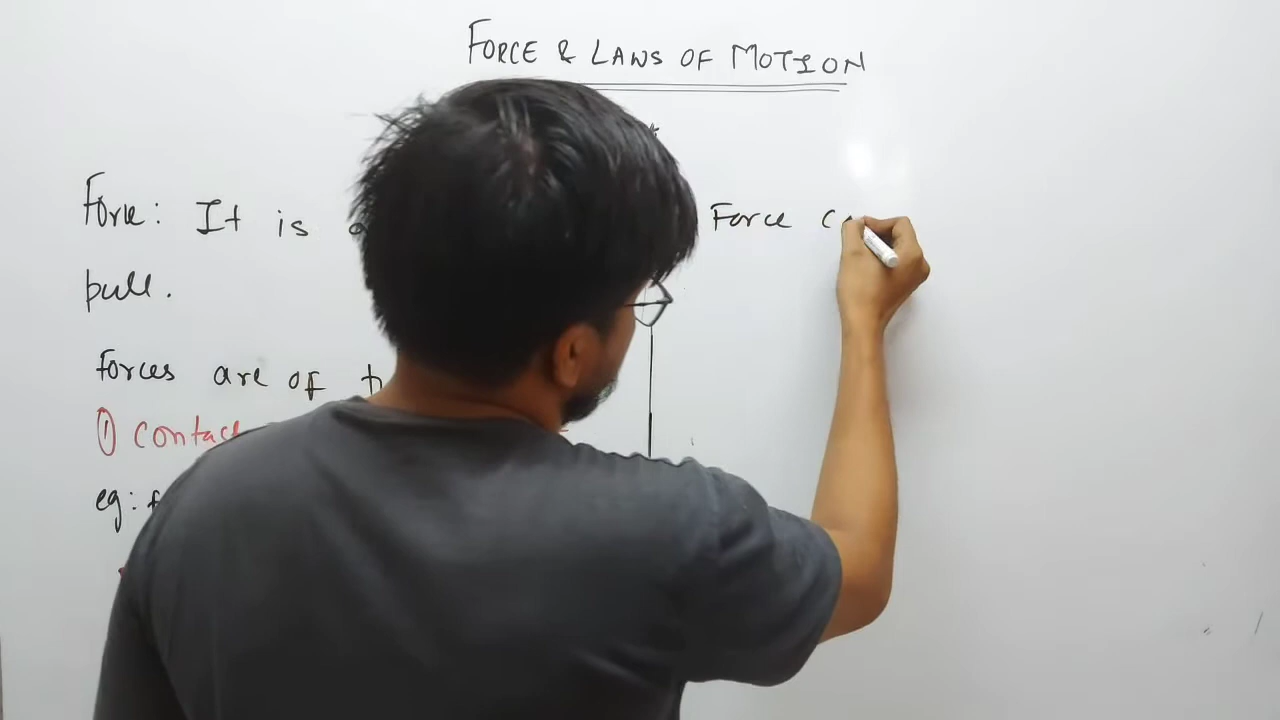 FORCE & LAWS OF MOTION
Force: It is
pull.
Forces are of
① contact
eg:
Force